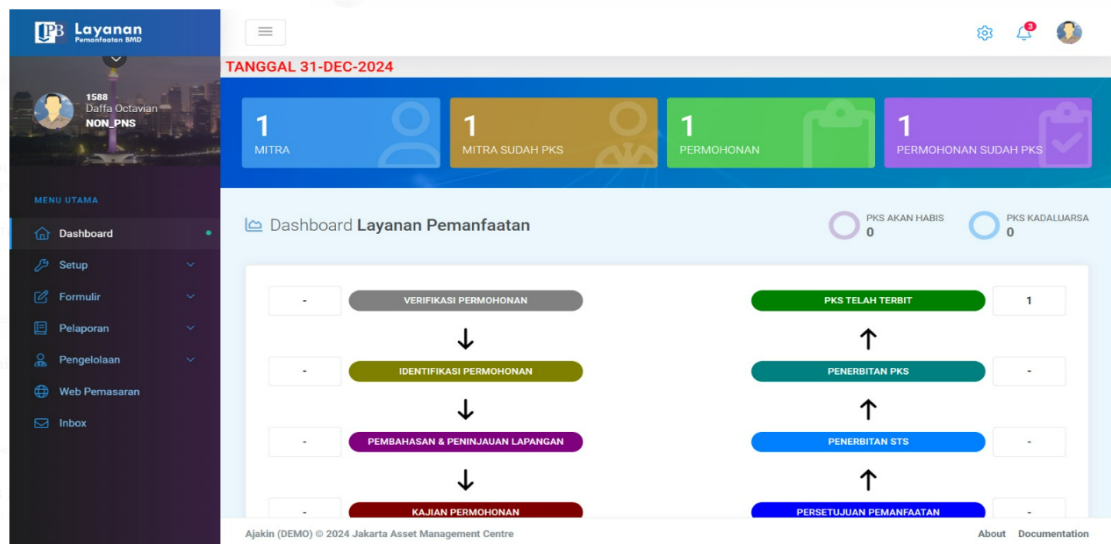 PB Layanan
Pemanfaatan BMD
3
TANGGAL 31-DEC-2024
1588
Daffa Octavian
NON_PNS
1
MITRA
1
MITRA SUDAH PKS
1
PERMOHONAN
1
PERMOHONAN SUDAH PKS
MENU UTAMA
Dashboard
Setup
Formulir
Pelaporan
Pengelolaan
Web Pemasaran
Inbox
Dashboard Layanan Pemanfaatan
PKS AKAN HABIS
0
PKS KADALUARSA
0
- VERIFIKASI PERMOHONAN
PKS TELAH TERBIT 1
- IDENTIFIKASI PERMOHONAN
PENERBITAN PKS -
- PEMBAHASAN & PENINJAUAN LAPANGAN
PENERBITAN STS -
- KAJIAN PERMOHONAN
PERSETUJUAN PEMANFAATAN -
Ajakin (DEMO) © 2024 Jakarta Asset Management Centre
About Documentation